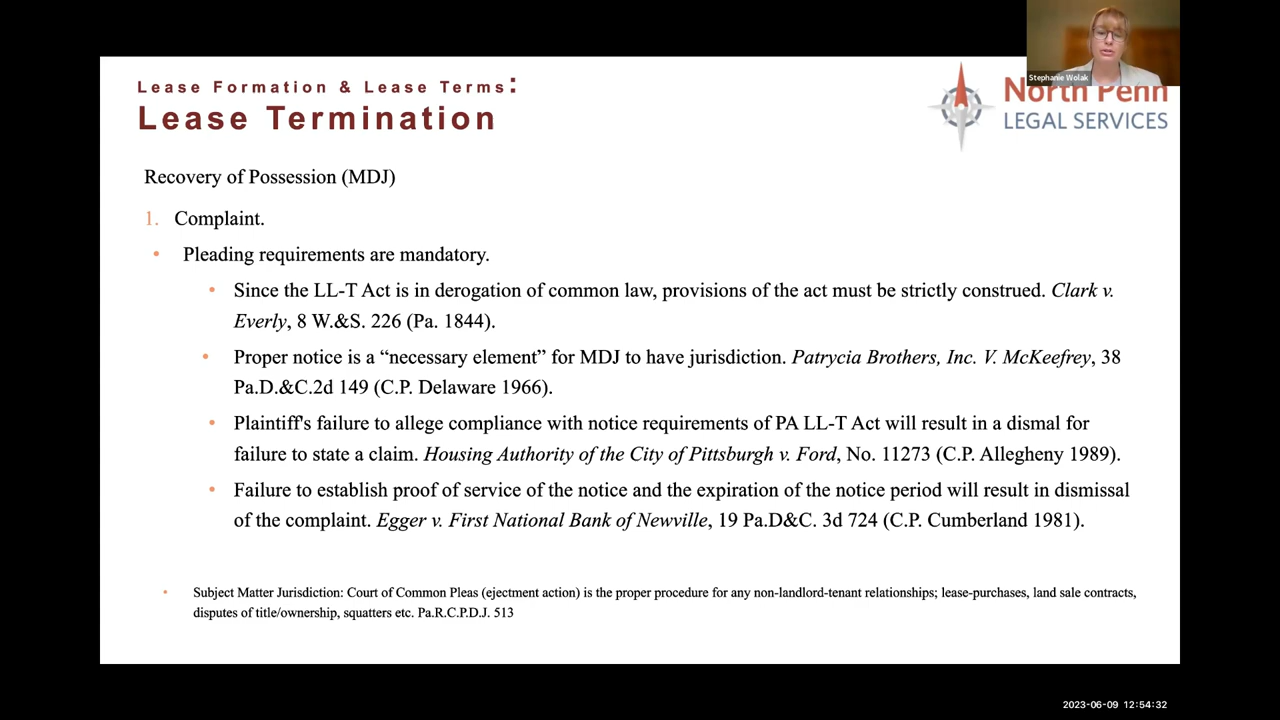 Stephanie Wolak
North Penn
LEGAL SERVICES
Lease Formation & Lease Terms:
Lease Termination
Recovery of Possession (MDJ)
1. Complaint.
• Pleading requirements are mandatory.
• Since the LL-T Act is in derogation of common law, provisions of the act must be strictly construed. Clark v.
Everly, 8 W.&S. 226 (Pa. 1844).
• Proper notice is a “necessary element” for MDJ to have jurisdiction. Patrycia Brothers, Inc. V. McKeefrey, 38
Pa.D.&C.2d 149 (C.P. Delaware 1966).
• Plaintiff's failure to allege compliance with notice requirements of PA LL-T Act will result in a dismal for
failure to state a claim. Housing Authority of the City of Pittsburgh v. Ford, No. 11273 (C.P. Allegheny 1989).
• Failure to establish proof of service of the notice and the expiration of the notice period will result in dismissal
of the complaint. Egger v. First National Bank of Newville, 19 Pa.D&C. 3d 724 (C.P. Cumberland 1981).
• Subject Matter Jurisdiction: Court of Common Pleas (ejectment action) is the proper procedure for any non-landlord-tenant relationships; lease-purchases, land sale contracts,
disputes of title/ownership, squatters etc. Pa.R.C.P.D.J. 513
2023-06-09 12:54:32